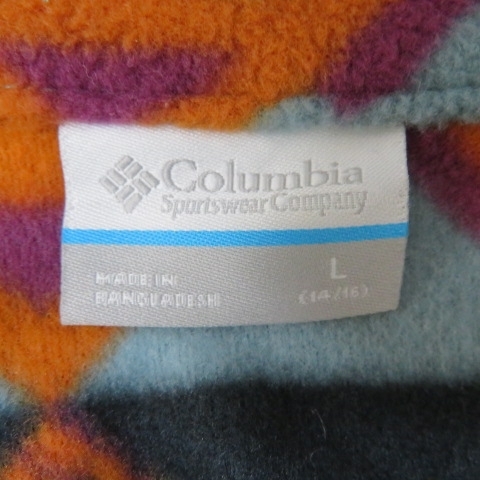 Columbia
Sportswear Company
L
MADE IN
BANGLADESH
(14/16)